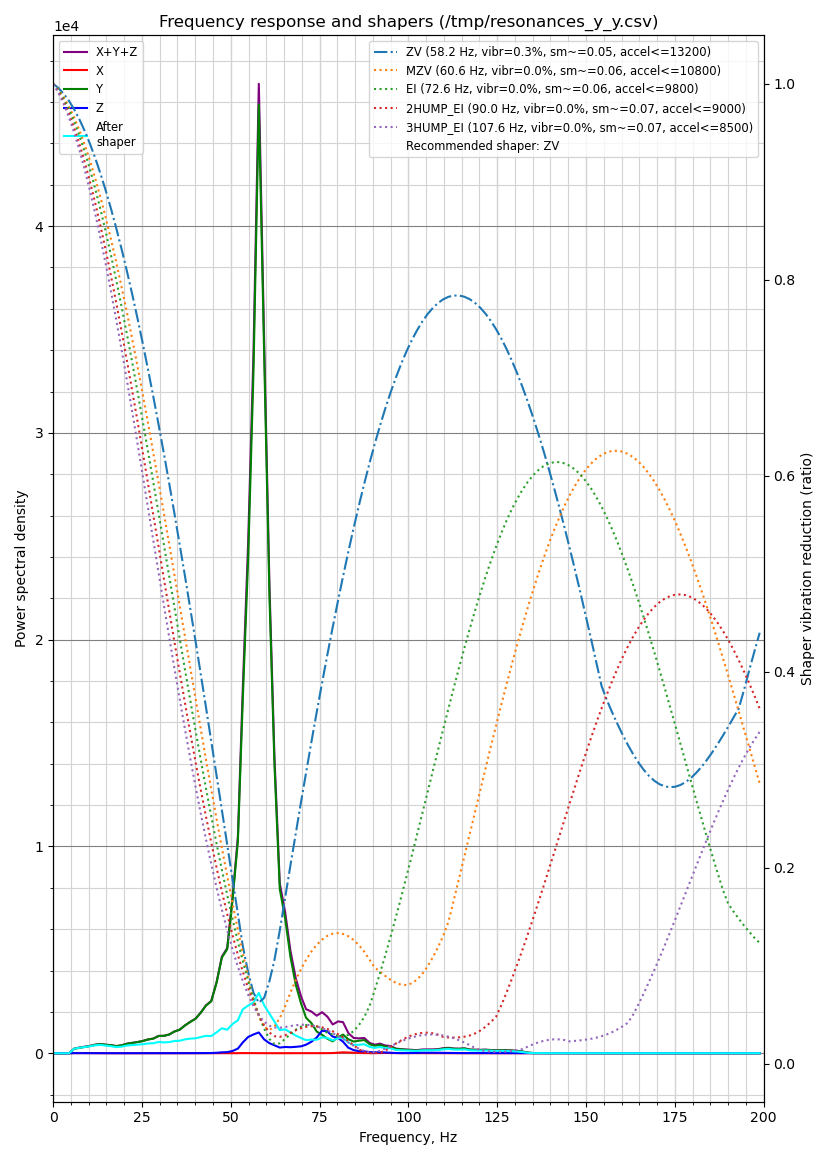 Frequency response and shapers (/tmp/resonances_y_y.csv)
1e4
X+Y+Z
X
Y
Z
After
shaper
ZV (58.2 Hz, vibr=0.3%, sm~=0.05, accel<=13200)
MZV (60.6 Hz, vibr=0.0%, sm~=0.06, accel<=10800)
EI (72.6 Hz, vibr=0.0%, sm~=0.06, accel<=9800)
2HUMP_EI (90.0 Hz, vibr=0.0%, sm~=0.07, accel<=9000)
3HUMP_EI (107.6 Hz, vibr=0.0%, sm~=0.07, accel<=8500)
Recommended shaper: ZV
Power spectral density
4
3
2
1
0
1.0
0.8
0.6
0.4
0.2
0.0
Shaper vibration reduction (ratio)
0 25 50 75 100 125 150 175 200
Frequency, Hz